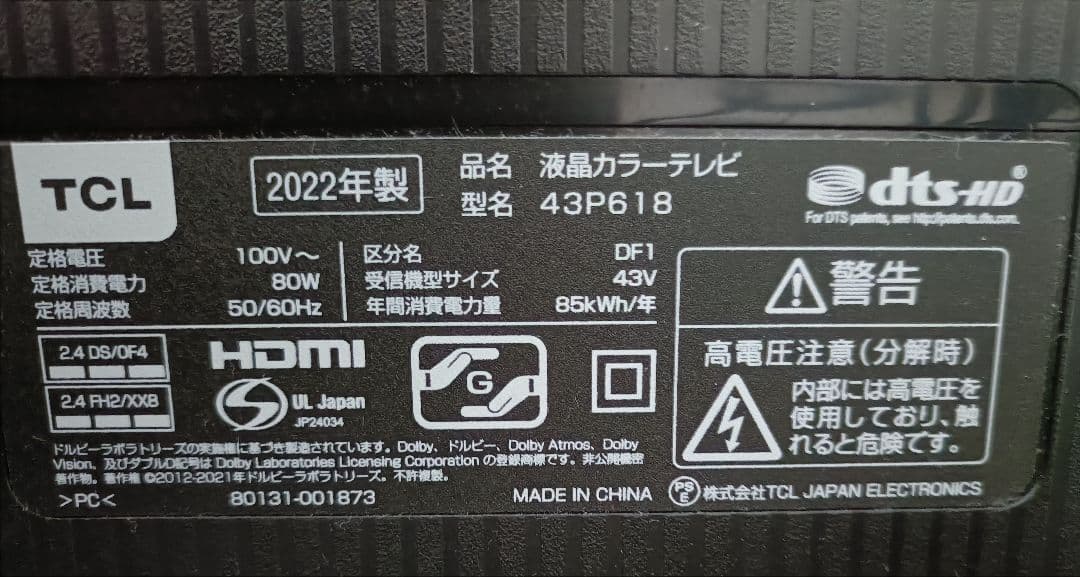 TCL
2022年製
品名 液晶カラーテレビ
型名 43P618
dts-HD®
For DTS patents, see http://patents.dts.com.
定格電圧 100V～
定格消費電力 80W
定格周波数 50/60Hz
区分名 DF1
受信機型サイズ 43V
年間消費電力量 85kWh/年
2.4 DS/OF4
2.4 FH2/XX8
HDMI
S UL Japan
JP24034
G
警告
高電圧注意(分解時)
内部には高電圧を
使用しており、触
れると危険です。
ドルビーラボラトリーズの実施権に基づき製造されています。Dolby、ドルビー、Dolby Atmos、Dolby
Vision、及びダブルD記号は Dolby Laboratories Licensing Corporation の登録商標です。非公開機密
著作物。著作権 ©2012-2021年ドルビーラボラトリーズ。不許複製。
>PC<
80131-001873
MADE IN CHINA
PSE 株式会社TCL JAPAN ELECTRONICS